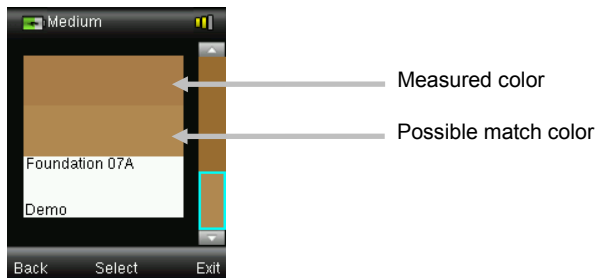 Medium
Measured color
Possible match color
Foundation 07A
Demo
Back Select Exit